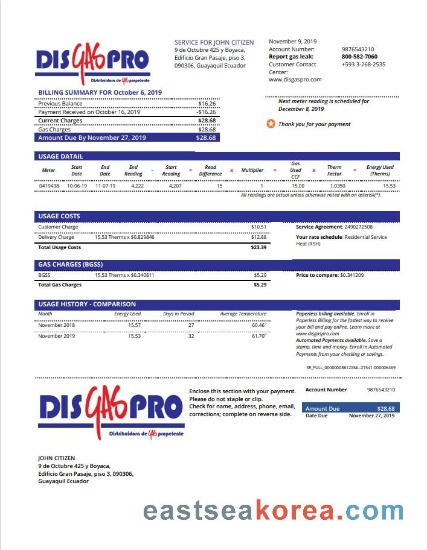 DISGASPRO
Distribuidora de Gas propotente
SERVICE FOR JOHN CITIZEN
9 de Octubre 425 y Boyaca,
Edificio Gran Pasaje, piso 3,
090306, Guayaquil Ecuador
November 9, 2019
Account Number: 9876543210
Report gas leak: 800-582-7060
Customer Contact Center: +593.3-268-2535
www.disgaspro.com
BILLING SUMMARY FOR October 6, 2019
Previous Balance $16.26
Payment Received on October 16, 2019 -$16.26
Current Charges $28.68
Gas Charges $28.68
Amount Due By November 27, 2019 $28.68
Next meter reading is scheduled for
December 8, 2019
Thank you for your payment
USAGE DATAIL
Meter Start Date End Date End Reading - Start Reading = Read Difference x Multiplier = Gas Used CCF x Therm Factor = Energy Used (Therms)
0419438 10-06-19 11-07-19 4,222 4,207 15 1 15.00 1.0350 15.53
All readings are actual unless otherwise noted with an asterisk(*).
USAGE COSTS
Customer Charge $10.51
Delivery Charge 15.53 Therms x $0.829848 $12.88
Total Usage Costs $23.39
Service Agreement: 2490272508
Your rate schedule: Residential Service
Heat (RSH)
GAS CHARGES (BGSS)
BGSS 15.53 Therms x $0.340811 $5.29
Total Gas Charges $5.29
Price to compare: $0.341209
USAGE HISTORY - COMPARISON
Month Energy Used Days in Period Average Temperature
November 2018 15.57 27 60.46°
November 2019 15.53 32 61.70°
Paperless billing available. Enroll in
Paperless Billing for the fastest way to
receive your bill and pay online. Learn more at
www.disgaspro.com
Automated Payments available. Save a
stamp, time and money. Enroll in Automated
Payments from your checking or savings.
DISGASPRO
Distribuidora de Gas propotente
Enclose this section with your payment.
Please do not staple or clip.
Check for name, address, phone, email,
corrections; complete on reverse side.
Account Number 9876543210
Amount Due $28.68
Date Due November 27, 2019
JOHN CITIZEN
9 de Octubre 425 y Boyaca,
Edificio Gran Pasaje, piso 3, 090306,
Guayaquil Ecuador
eastseakorea.com